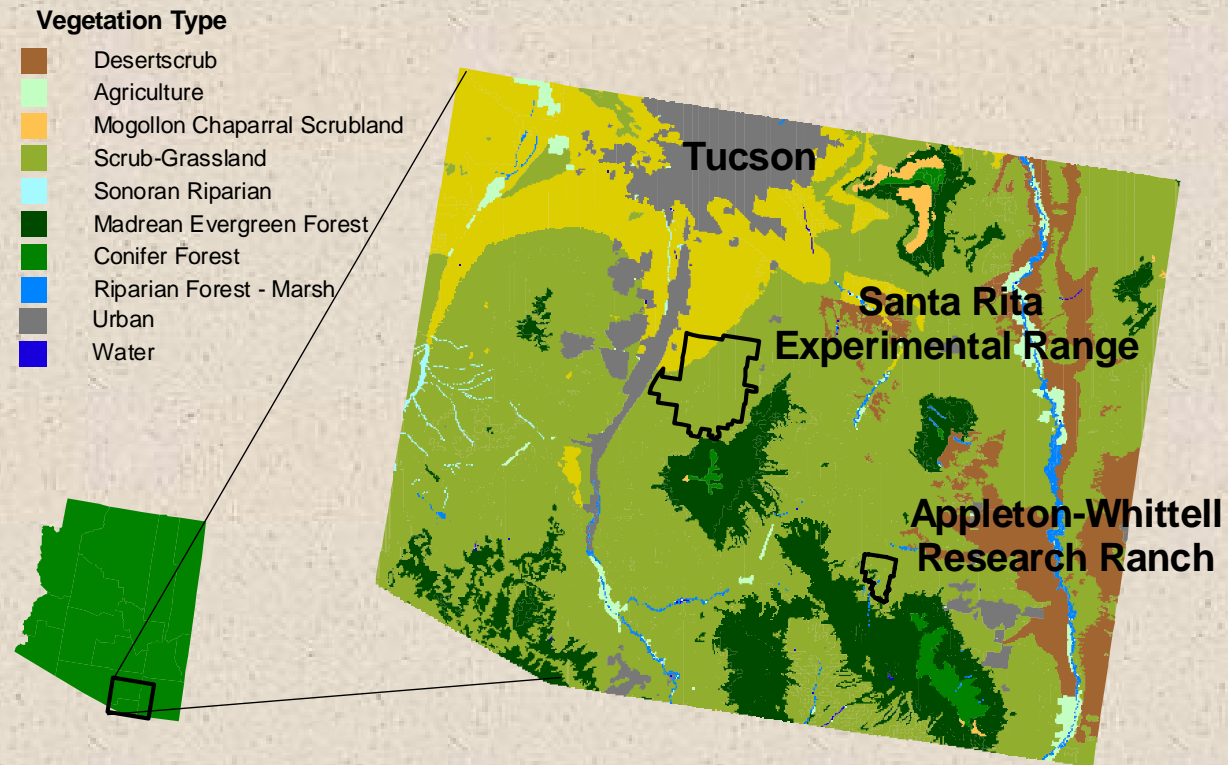 Vegetation Type
Desertscrub
Agriculture
Mogollon Chaparral Scrubland
Scrub-Grassland
Sonoran Riparian
Madrean Evergreen Forest
Conifer Forest
Riparian Forest - Marsh
Urban
Water
Tucson
Santa Rita
Experimental Range
Appleton-Whittell
Research Ranch